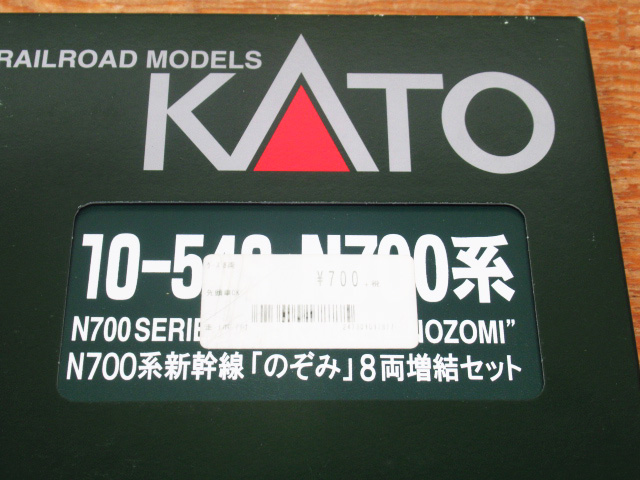 RAILROAD MODELS
KATO
10-54 N700系
¥700
N700 SERIE NOZOMI"
N700系新幹線「のぞみ」8両増結セット